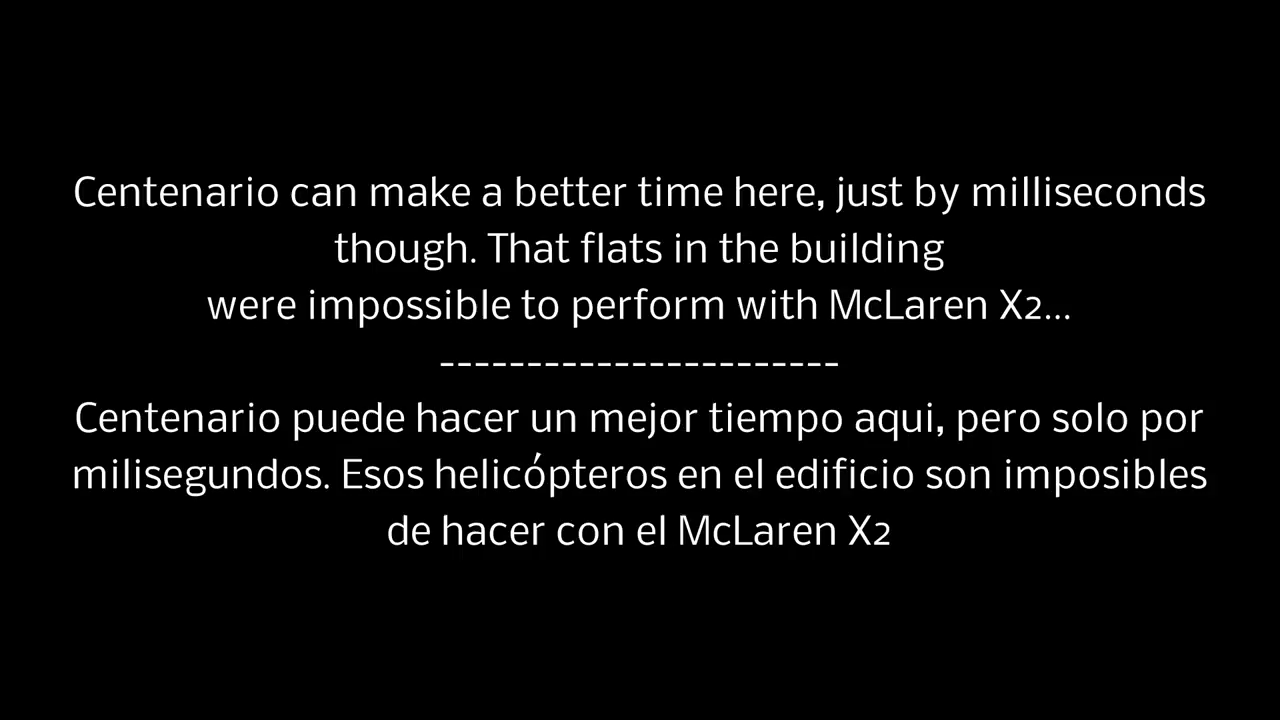 Centenario can make a better time here, just by milliseconds
though. That flats in the building
were impossible to perform with McLaren X2...
-----------------------
Centenario puede hacer un mejor tiempo aqui, pero solo por
milisegundos. Esos helicópteros en el edificio son imposibles
de hacer con el McLaren X2